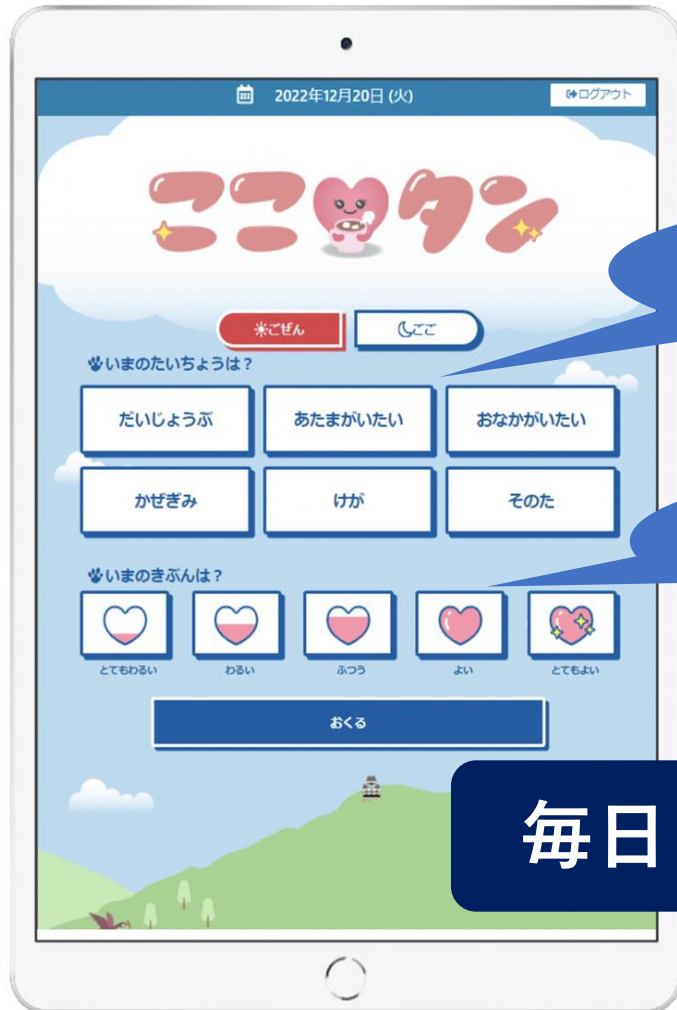 2022年12月20日 (火)
ログアウト
ここタン
ごぜん
ごご
いまのたいちょうは？
だいじょうぶ
あたまがいたい
おなかがいたい
かぜぎみ
けが
そのた
いまのきぶんは？
とてもわるい
わるい
ふつう
よい
とてもよい
おくる
毎日